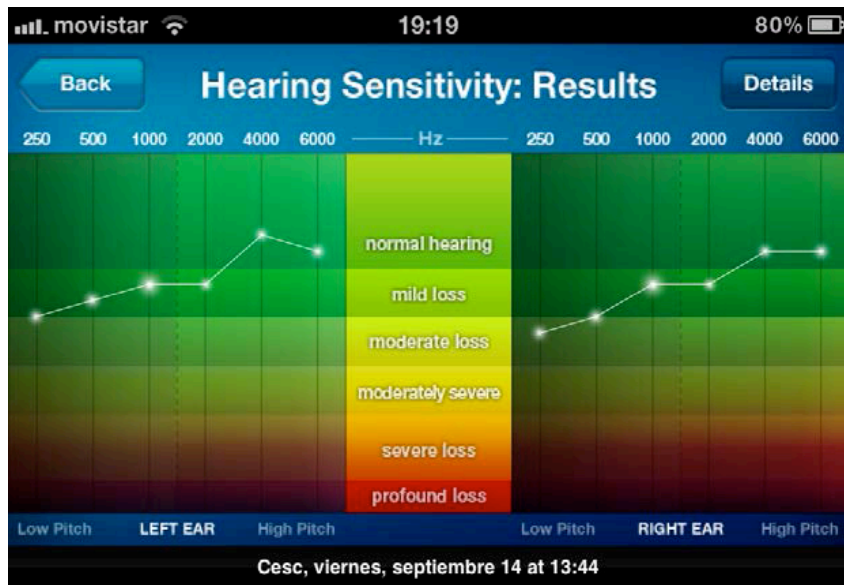 movistar 19:19 80%
Back Hearing Sensitivity: Results Details
250 500 1000 2000 4000 6000 Hz 250 500 1000 2000 4000 6000
normal hearing
mild loss
moderate loss
moderately severe
severe loss
profound loss
Low Pitch LEFT EAR High Pitch Low Pitch RIGHT EAR High Pitch
Cesc, viernes, septiembre 14 at 13:44